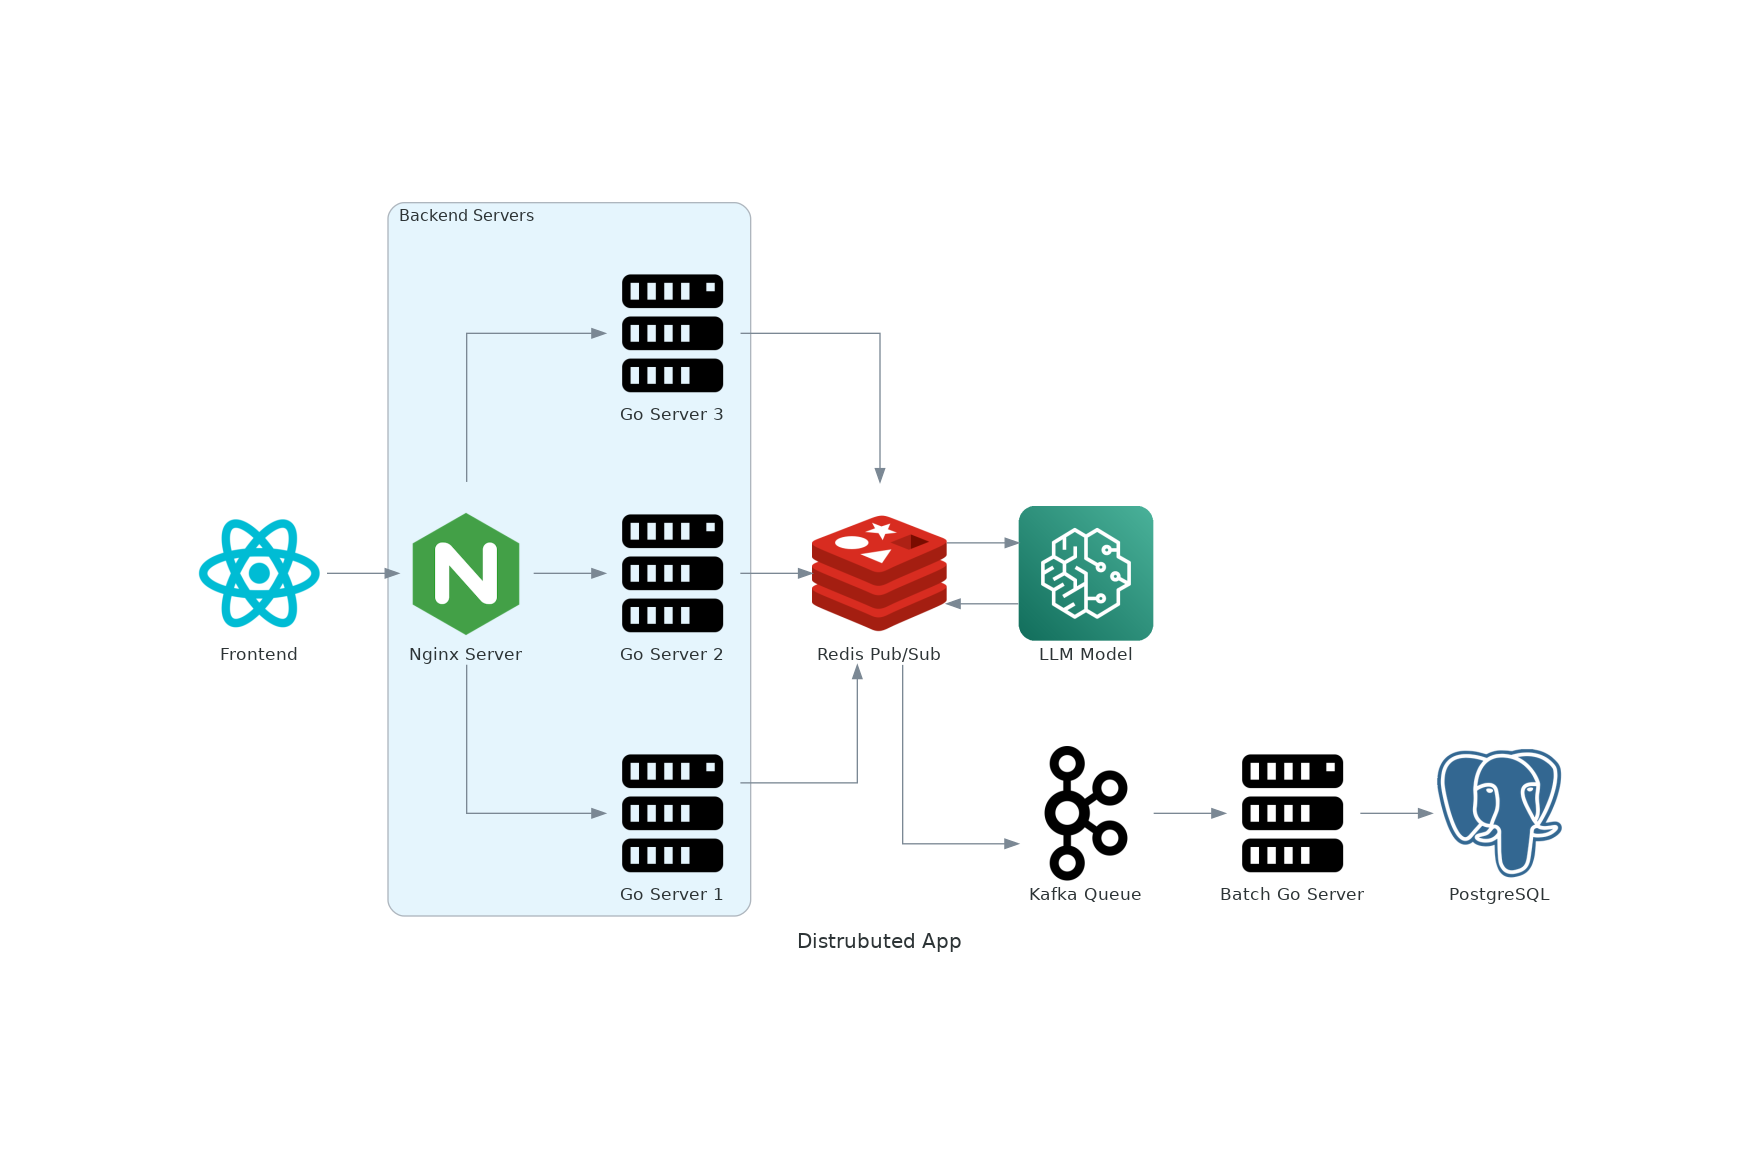 Backend Servers
Go Server 3
Frontend
Nginx Server
Go Server 2
Redis Pub/Sub
LLM Model
Go Server 1
Kafka Queue
Batch Go Server
PostgreSQL
Distrubuted App